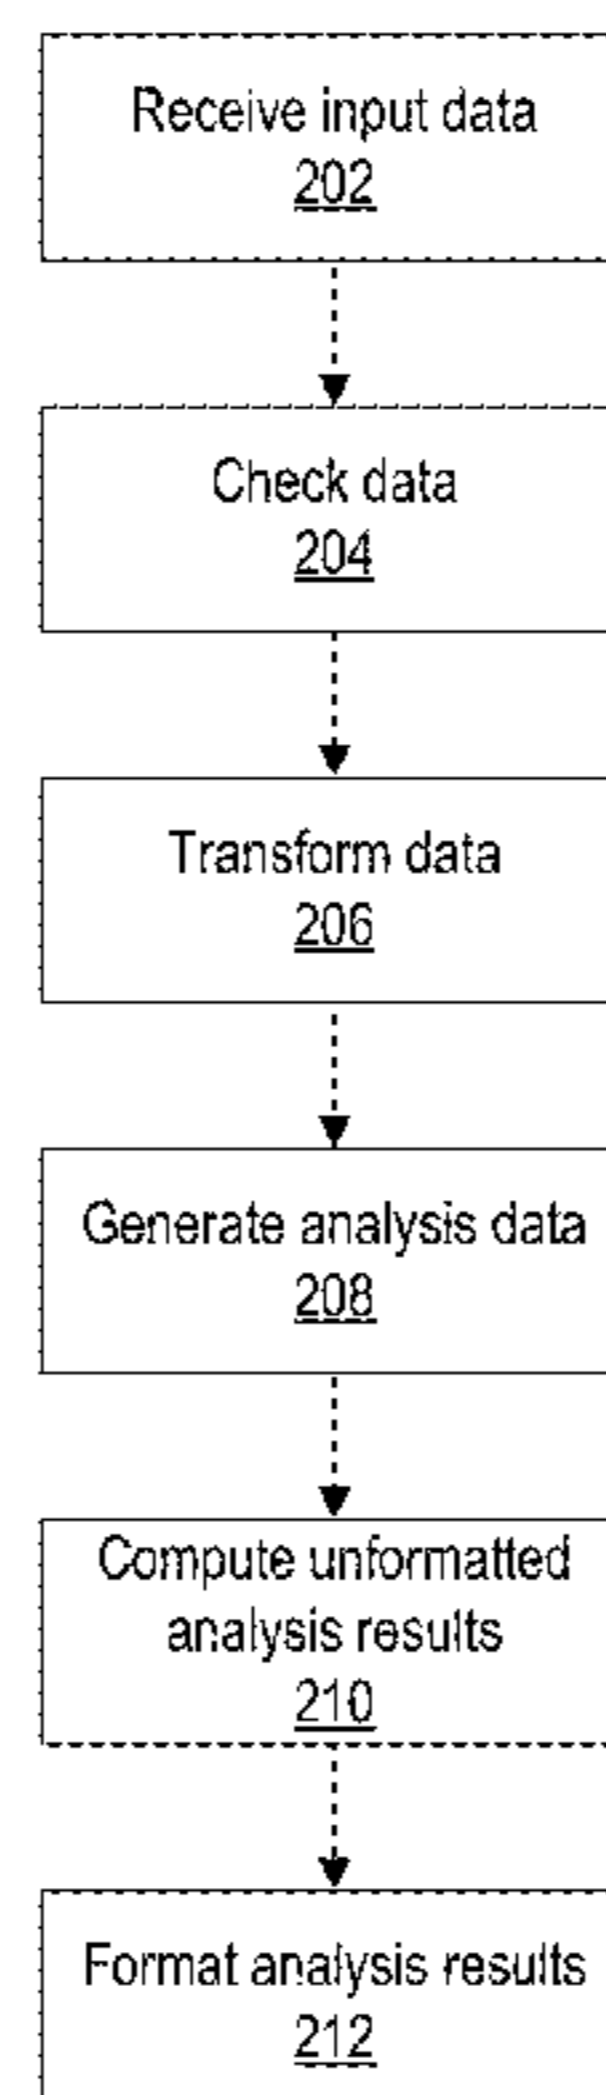 Receive input data
202
Check data
204
Transform data
206
Generate analysis data
208
Compute unformatted
analysis results
210
Format analysis results
212